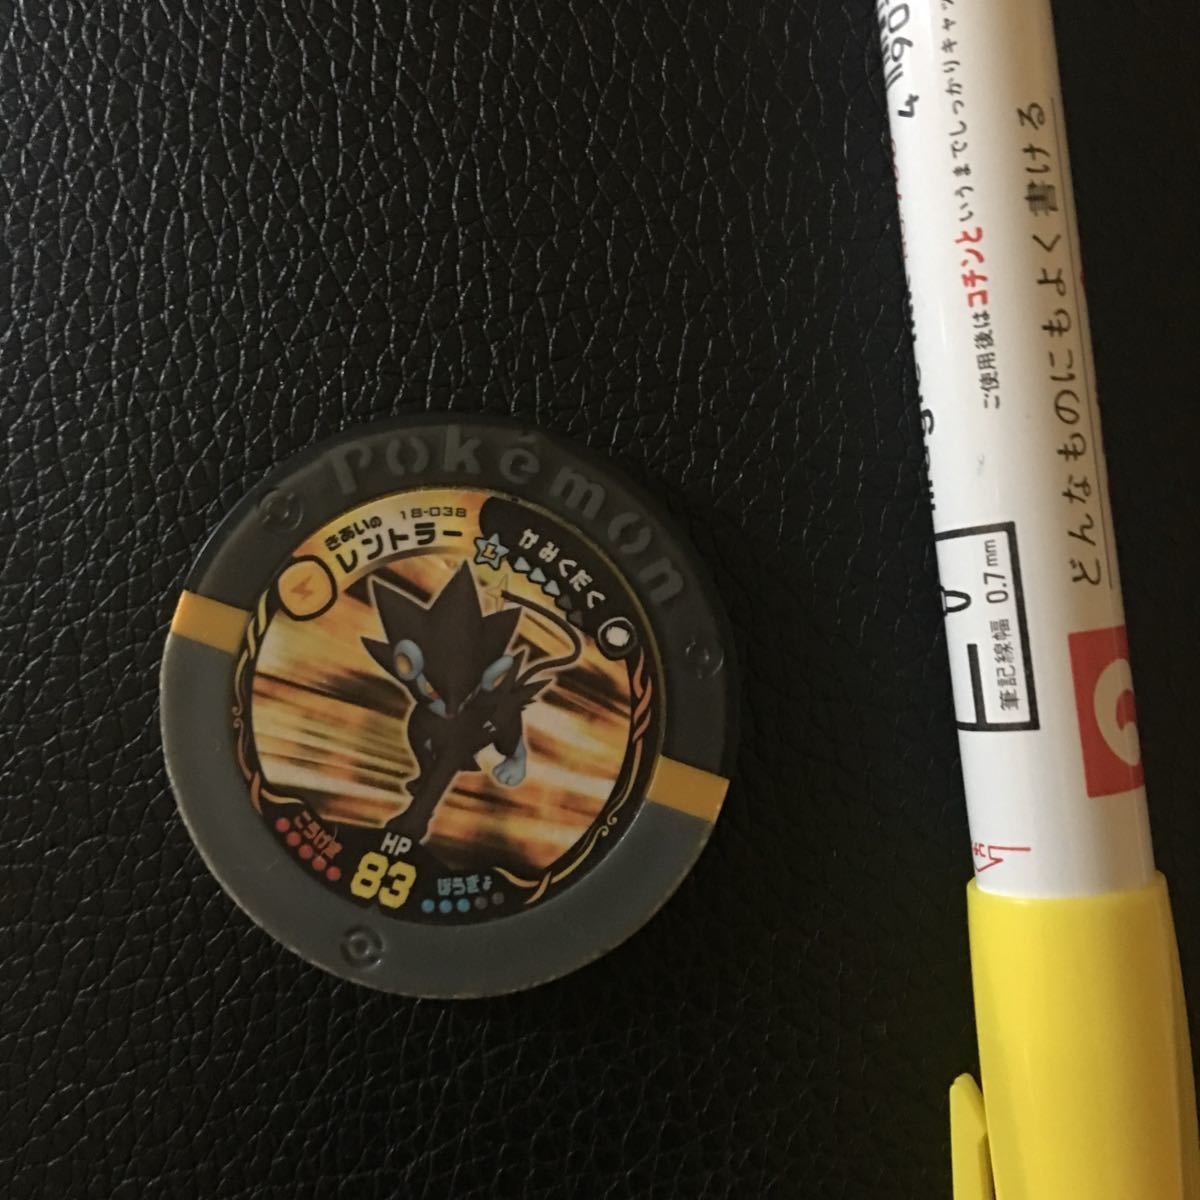 Pokémon
18-038
きあいの
レントラー
かみくだく
HP
83
こうげき
ぼうぎょ
ご使用後はコチンというまでしっかりキャッ
どんなものにもよく書ける
筆記線幅 0.7mm